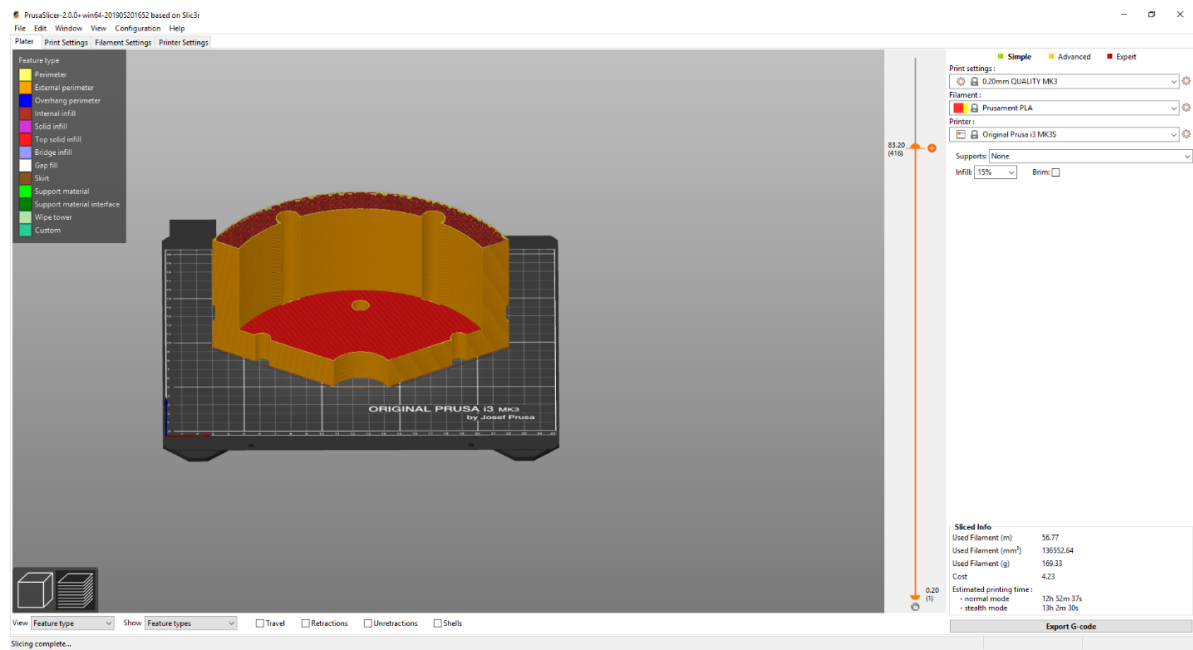 PrusaSlicer-2.0.0+win64-201905201652 based on Slic3r
File Edit Window View Configuration Help
Plater Print Settings Filament Settings Printer Settings
Feature type
Perimeter
External perimeter
Overhang perimeter
Internal infill
Solid infill
Top solid infill
Bridge infill
Gap fill
Skirt
Support material
Support material interface
Wipe tower
Custom
ORIGINAL PRUSA i3 MK3
by Josef Prusa
83.20
(416)
0.20
(1)
Simple Advanced Expert
Print settings :
0.20mm QUALITY MK3
Filament :
Prusament PLA
Printer :
Original Prusa i3 MK3S
Supports: None
Infill: 15% Brim:
Sliced Info
Used Filament (m) 56.77
Used Filament (mm³) 136552.64
Used Filament (g) 169.33
Cost 4.23
Estimated printing time :
- normal mode 12h 52m 37s
- stealth mode 13h 2m 30s
Export G-code
View Feature type Show Feature types Travel Retractions Unretractions Shells
Slicing complete...